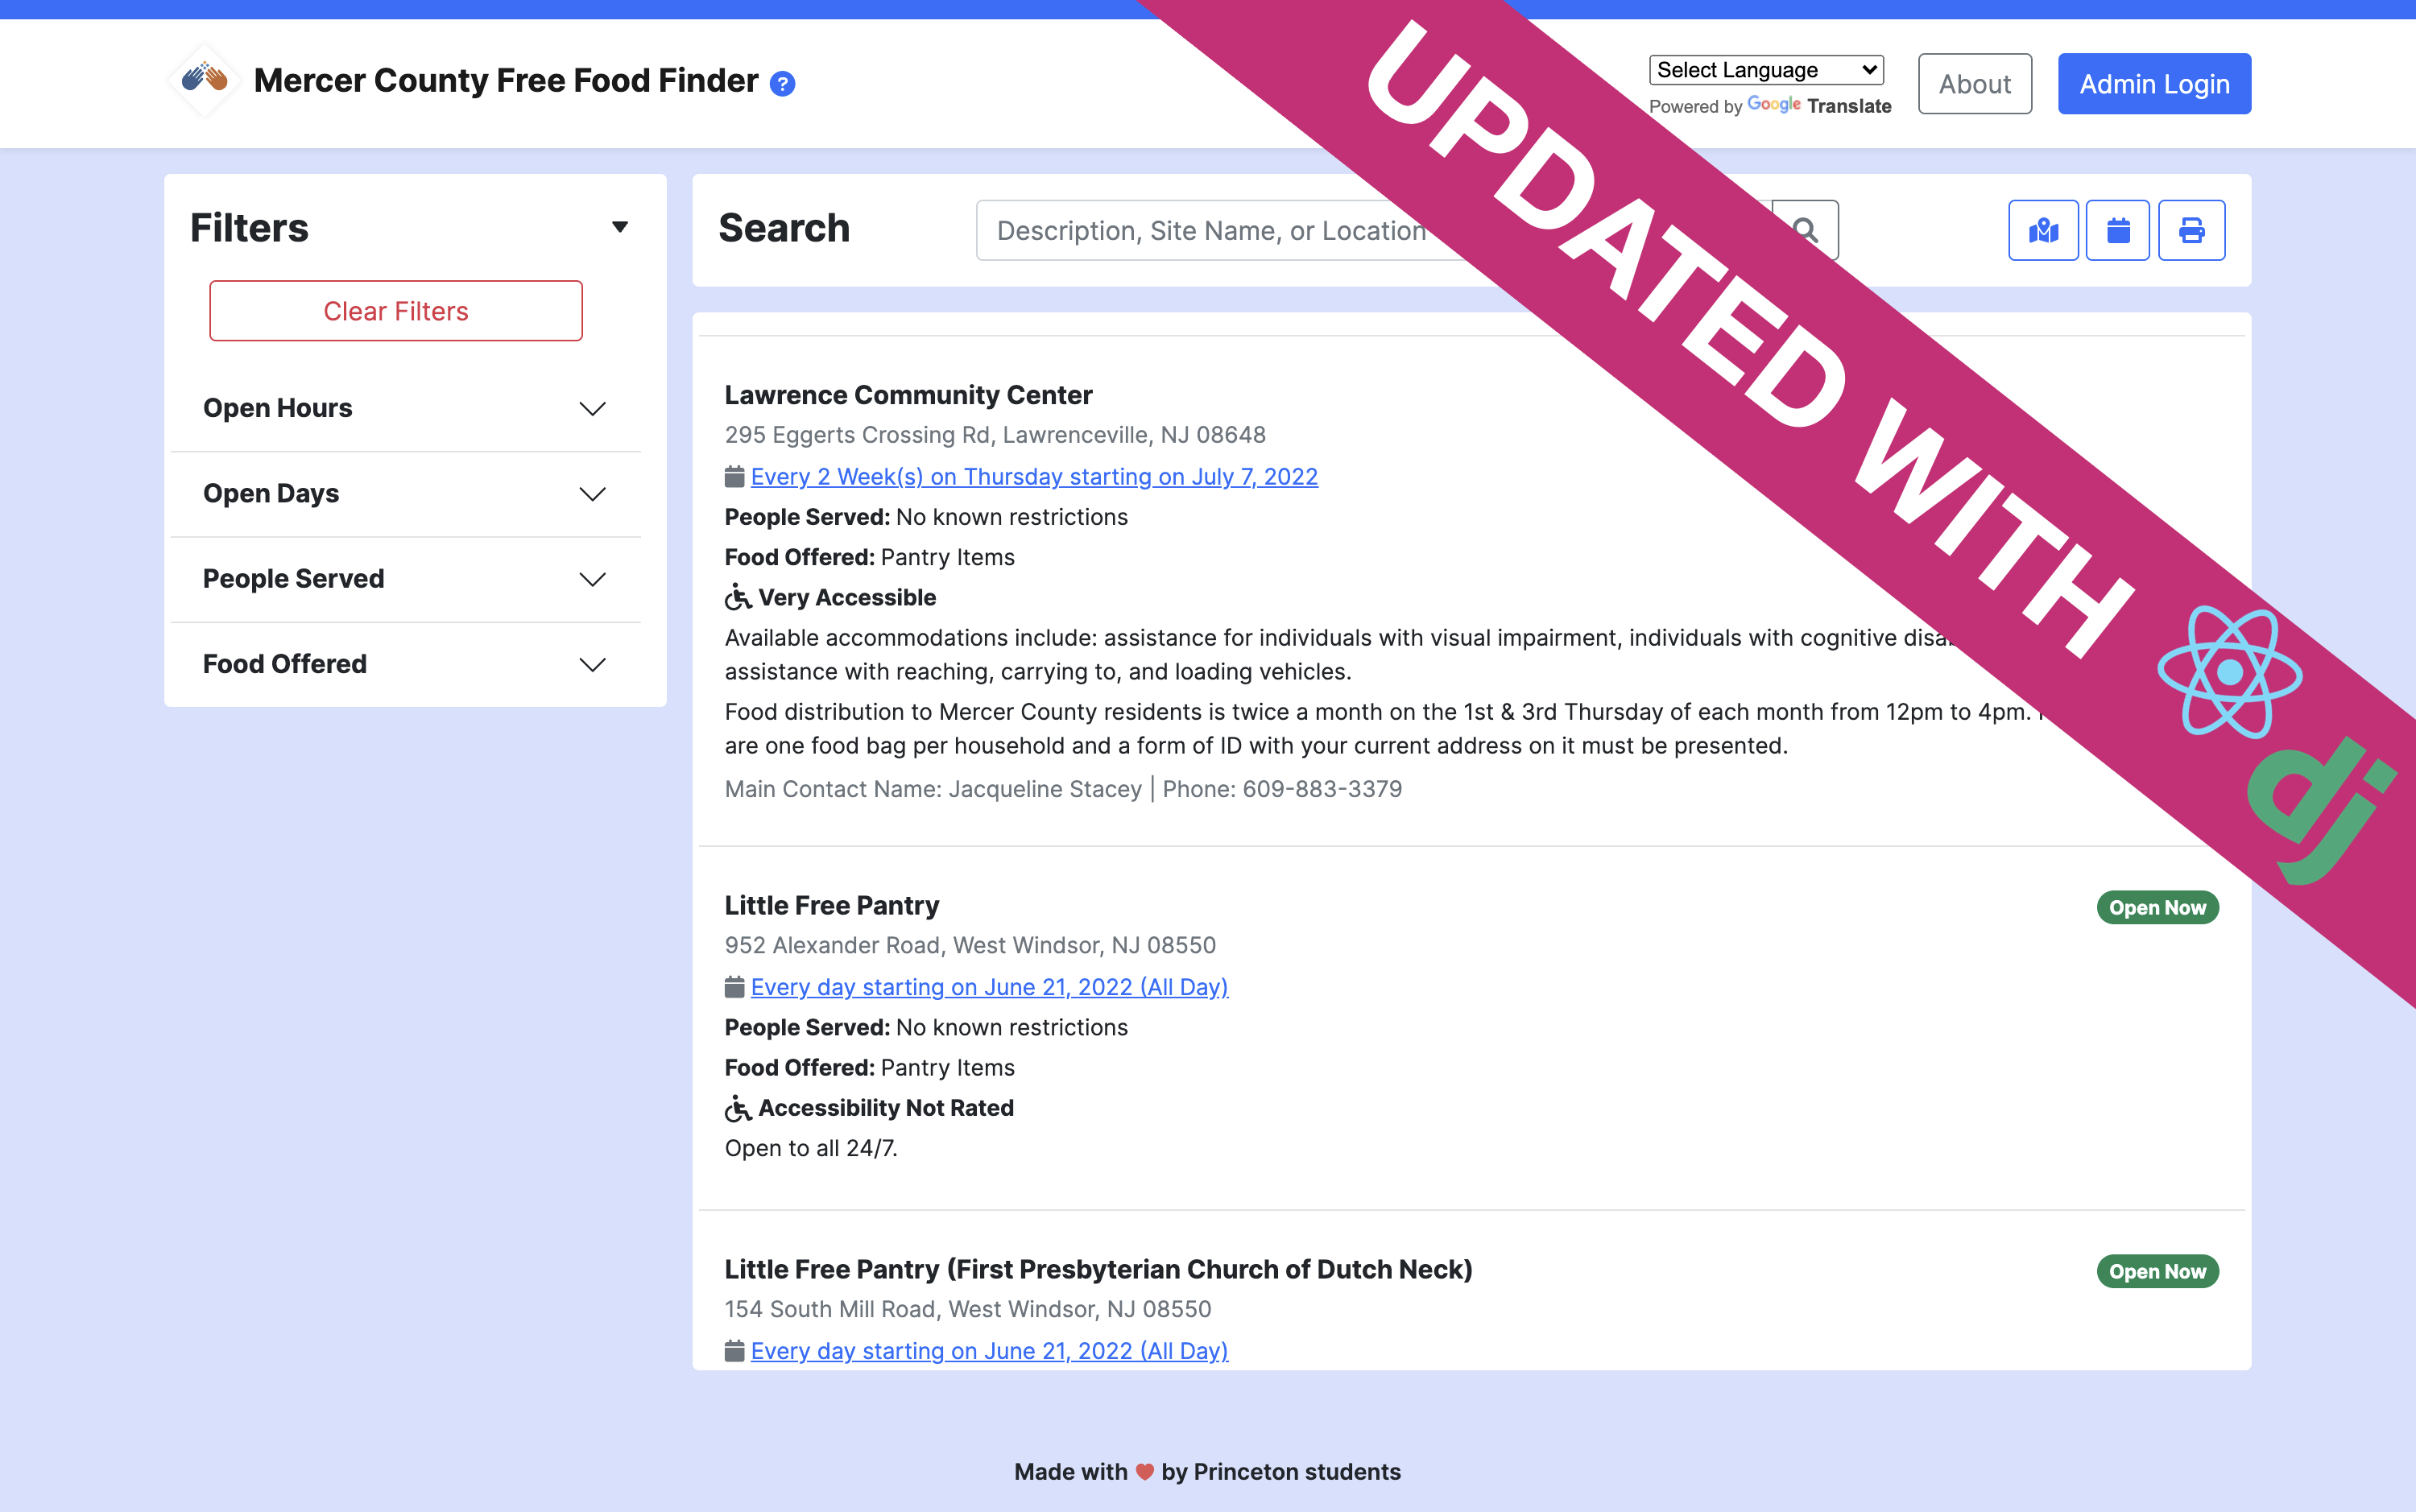 Mercer County Free Food Finder ?
Select Language
Powered by Google Translate
About
Admin Login
UPDATED WITH
dj
Filters
Clear Filters
Open Hours
Open Days
People Served
Food Offered
Search
Description, Site Name, or Location
Lawrence Community Center
295 Eggerts Crossing Rd, Lawrenceville, NJ 08648
Every 2 Week(s) on Thursday starting on July 7, 2022
People Served: No known restrictions
Food Offered: Pantry Items
Very Accessible
Available accommodations include: assistance for individuals with visual impairment, individuals with cognitive
assistance with reaching, carrying to, and loading vehicles.
Food distribution to Mercer County residents is twice a month on the 1st & 3rd Thursday of each month from 12pm to 4pm.
are one food bag per household and a form of ID with your current address on it must be presented.
Main Contact Name: Jacqueline Stacey | Phone: 609-883-3379
Little Free Pantry
Open Now
952 Alexander Road, West Windsor, NJ 08550
Every day starting on June 21, 2022 (All Day)
People Served: No known restrictions
Food Offered: Pantry Items
Accessibility Not Rated
Open to all 24/7.
Little Free Pantry (First Presbyterian Church of Dutch Neck)
Open Now
154 South Mill Road, West Windsor, NJ 08550
Every day starting on June 21, 2022 (All Day)
Made with ❤ by Princeton students